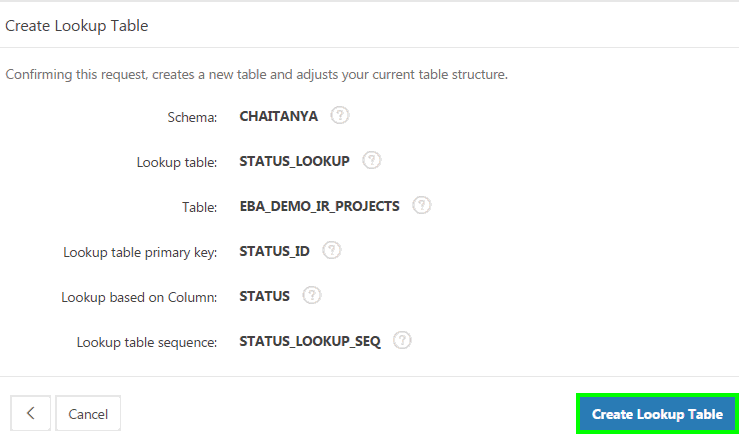 Create Lookup Table
Confirming this request, creates a new table and adjusts your current table structure.
Schema: CHAITANYA ?
Lookup table: STATUS_LOOKUP ?
Table: EBA_DEMO_IR_PROJECTS ?
Lookup table primary key: STATUS_ID ?
Lookup based on Column: STATUS ?
Lookup table sequence: STATUS_LOOKUP_SEQ ?
Cancel Create Lookup Table